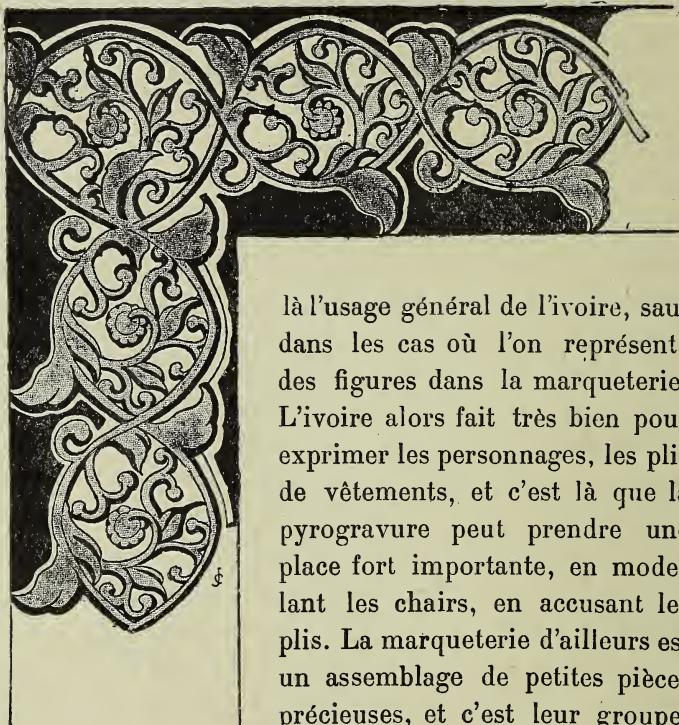 là l'usage général de l'ivoire, sau
dans les cas où l'on représent
des figures dans la marqueterie
L'ivoire alors fait très bien pou
exprimer les personnages, les pli
de vêtements, et c'est là que l
pyrogravure peut prendre un
place fort importante, en mode
lant les chairs, en accusant le
plis. La marqueterie d'ailleurs es
un assemblage de petites pièce
précieuses, et c'est leur groupe